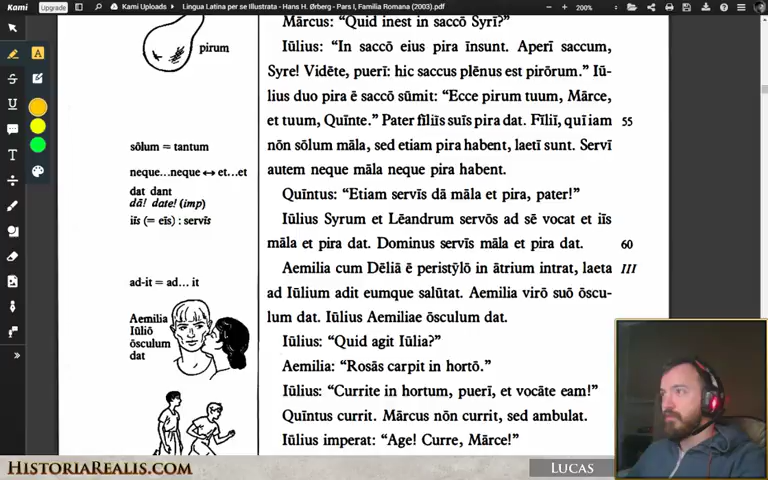 Kami Upgrade Kami Uploads > Lingua Latina per se Illustrata - Pars I, Familia Romana (2003).pdf 200%
pirum
sōlum = tantum
neque...neque ↔ et...et
dat dant
dā! date! (imp)
iīs (= eīs) : servīs
ad-it = ad... it
Aemilia
Iūliō
ōsculum
dat
Mārcus: “Quid inest in saccō Syrī?”
Iūlius: “In saccō eius pira īnsunt. Aperī saccum,
Syre! Vidēte, puerī: hic saccus plēnus est pirōrum.” Iū-
lius duo pira ē saccō sūmit: “Ecce pirum tuum, Mārce,
et tuum, Quīnte.” Pater fīliīs suīs pira dat. Fīliī, quī iam 55
nōn sōlum māla, sed etiam pira habent, laetī sunt. Servī
autem neque māla neque pira habent.
Quīntus: “Etiam servīs dā māla et pira, pater!”
Iūlius Syrum et Lēandrum servōs ad sē vocat et iīs
māla et pira dat. Dominus servīs māla et pira dat. 60
Aemilia cum Dēliā ē peristȳlō in ātrium intrat, laeta III
ad Iūlium adit eumque salūtat. Aemilia virō suō ōscu-
lum dat. Iūlius Aemiliae ōsculum dat.
Iūlius: “Quid agit Iūlia?”
Aemilia: “Rosās carpit in hortō.”
Iūlius: “Currite in hortum, puerī, et vocāte eam!”
Quīntus currit. Mārcus nōn currit, sed ambulat.
Iūlius imperat: “Age! Curre, Mārce!”
HISTORIAREALIS.COM
LUCAS